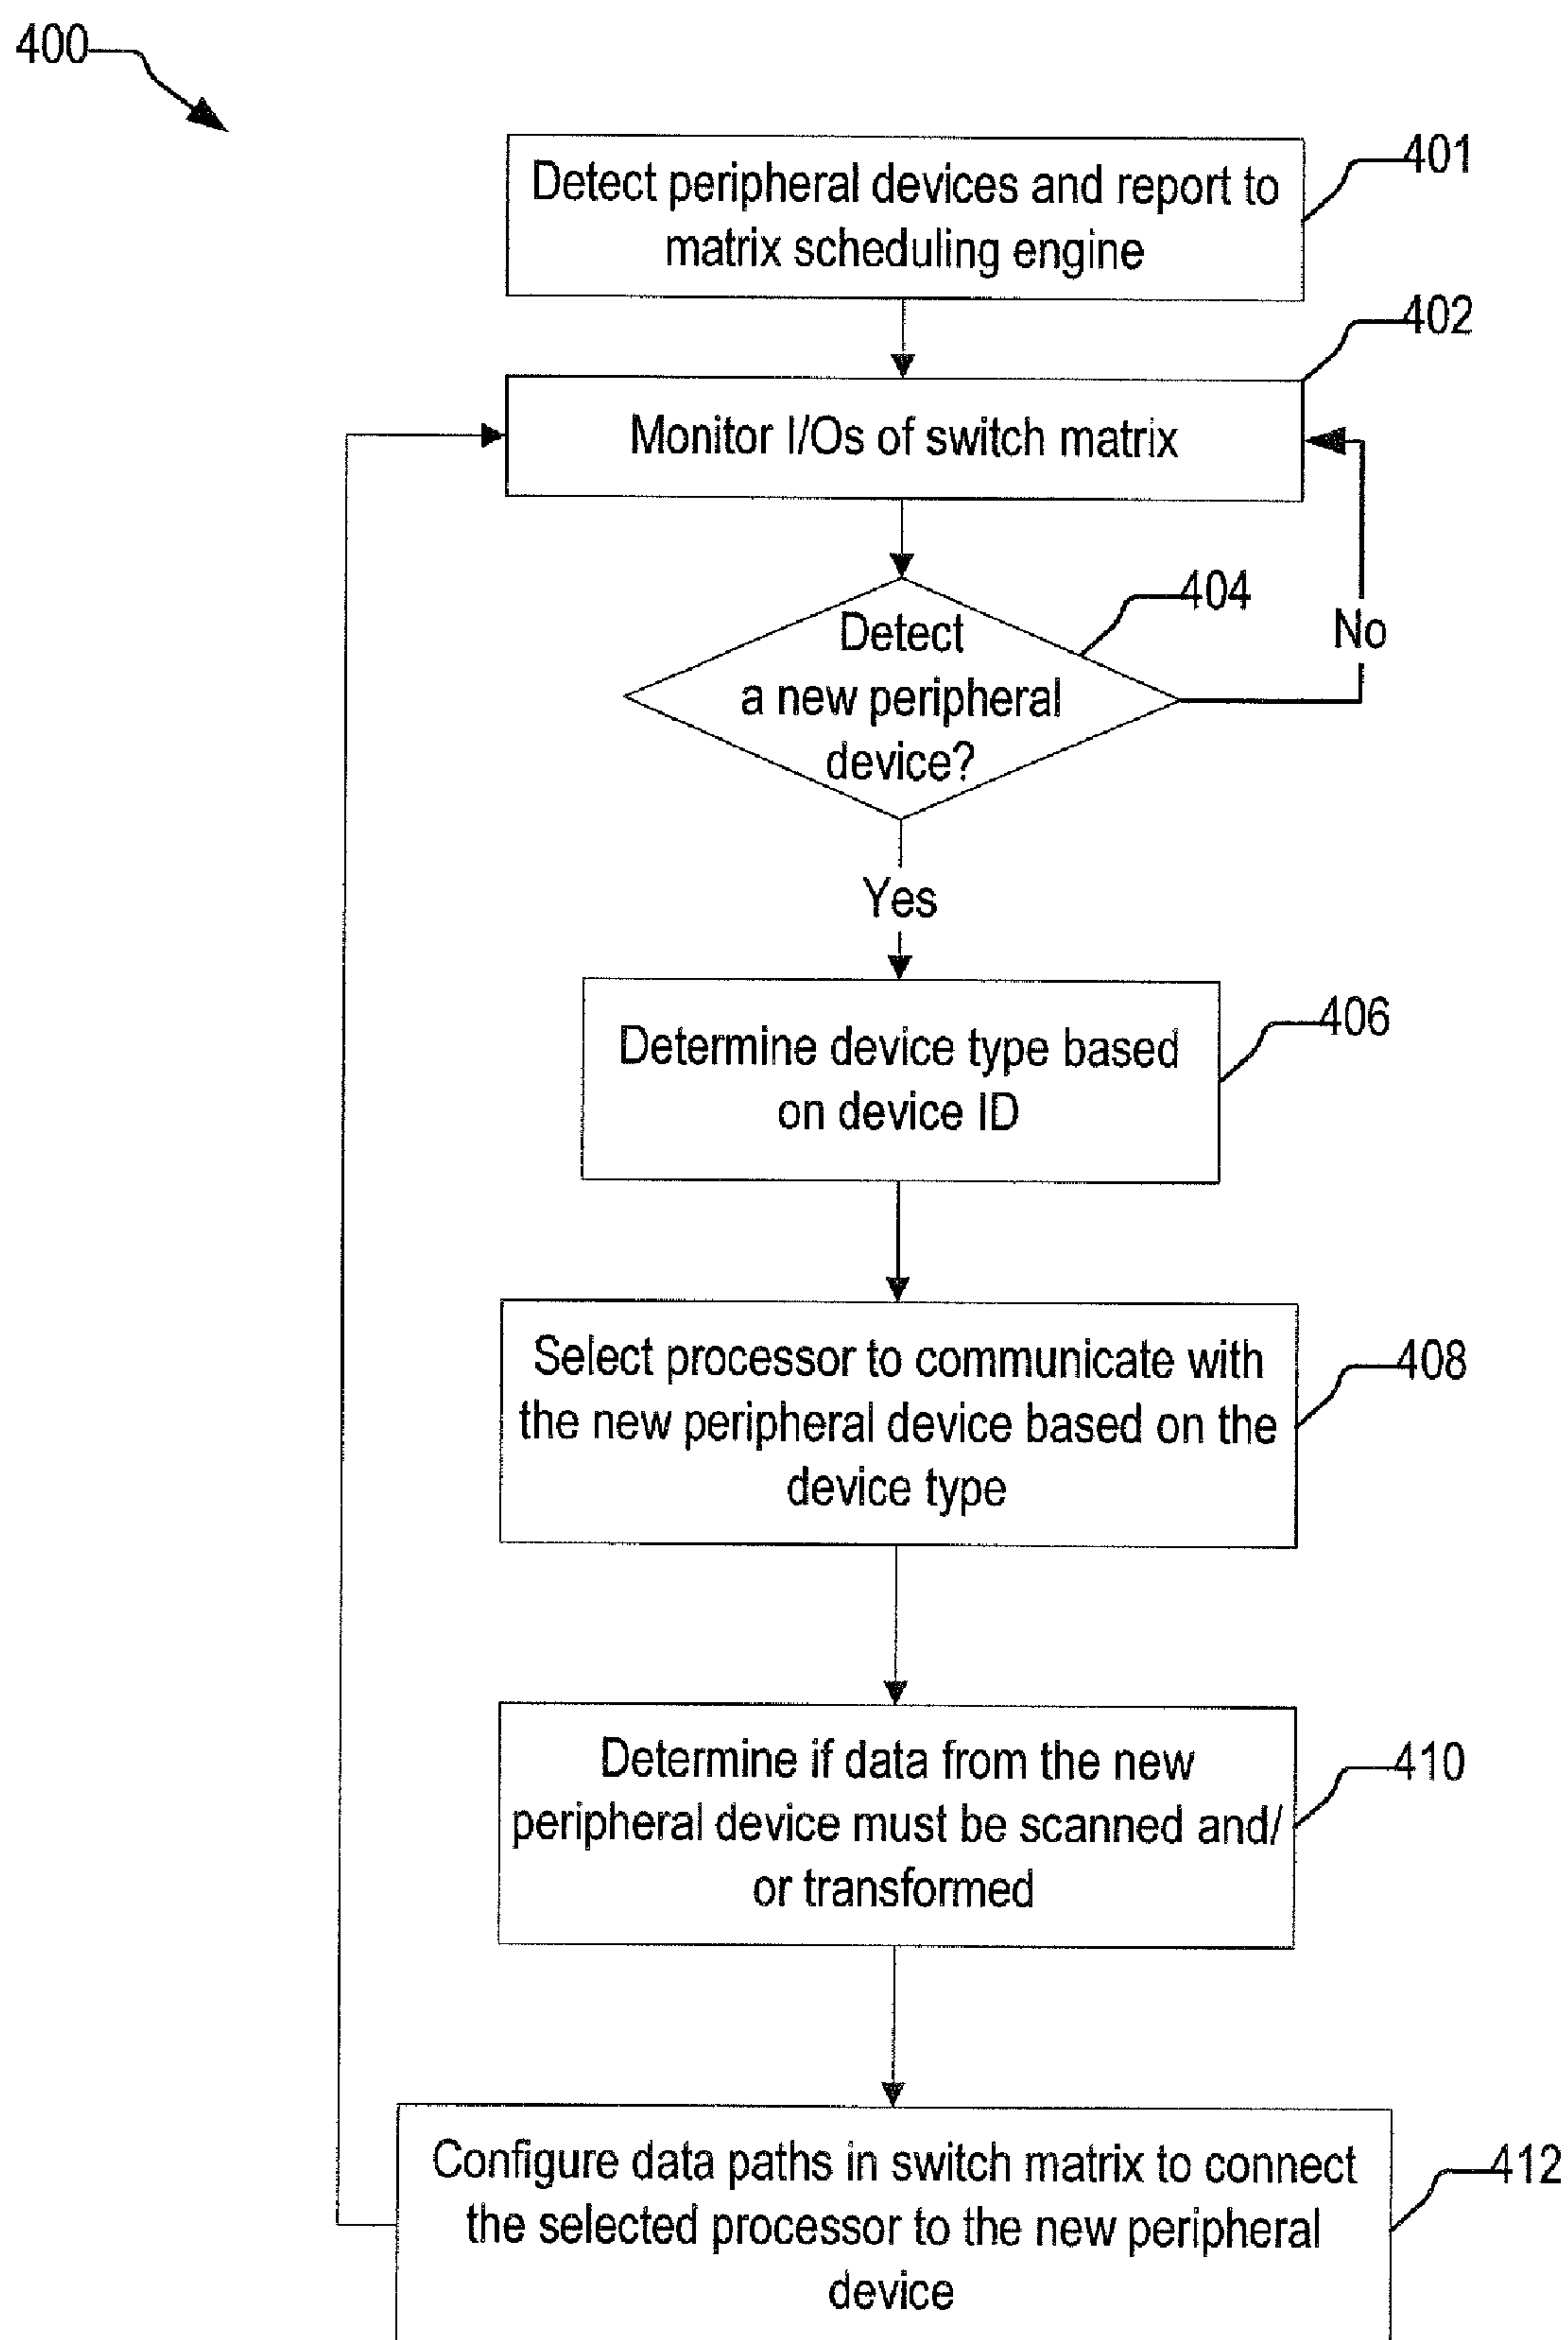 400
401
Detect peripheral devices and report to
matrix scheduling engine
402
Monitor I/Os of switch matrix
404
Detect
a new peripheral
device?
No
Yes
406
Determine device type based
on device ID
408
Select processor to communicate with
the new peripheral device based on the
device type
410
Determine if data from the new
peripheral device must be scanned and/
or transformed
412
Configure data paths in switch matrix to connect
the selected processor to the new peripheral
device